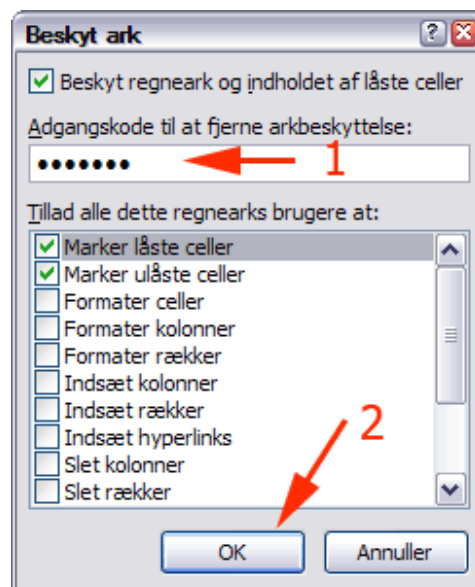 Beskyt ark
Beskyt regneark og indholdet af låste celler
Adgangskode til at fjerne arkbeskyttelse:
••••••• 1
Tillad alle dette regnearks brugere at:
Marker låste celler
Marker ulåste celler
Formater celler
Formater kolonner
Formater rækker
Indsæt kolonner
Indsæt rækker
Indsæt hyperlinks
2
Slet kolonner
Slet rækker
OK Annuller